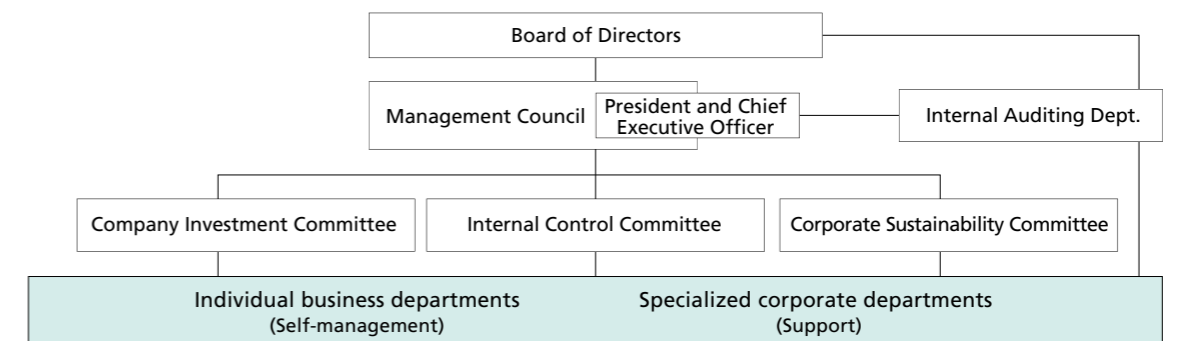 Board of Directors
Management Council
President and Chief
Executive Officer
Internal Auditing Dept.
Company Investment Committee
Internal Control Committee
Corporate Sustainability Committee
Individual business departments
(Self-management)
Specialized corporate departments
(Support)